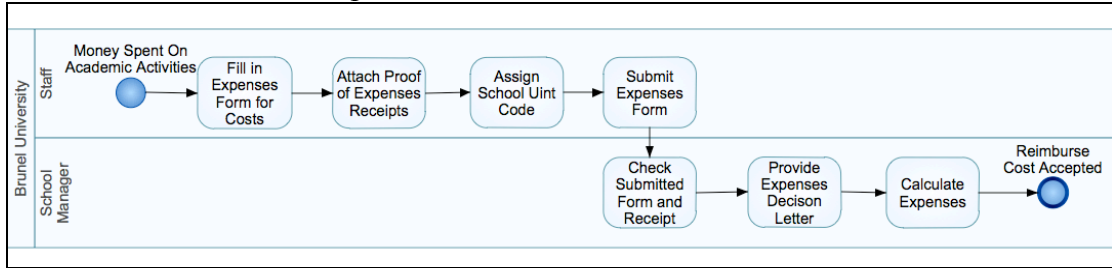 Brunel University
Staff
Money Spent On
Academic Activities
Fill in
Expenses
Form for
Costs
Attach Proof
of Expenses
Receipts
Assign
School Uint
Code
Submit
Expenses
Form
School
Manager
Check
Submitted
Form and
Receipt
Provide
Expenses
Decison
Letter
Calculate
Expenses
Reimburse
Cost Accepted